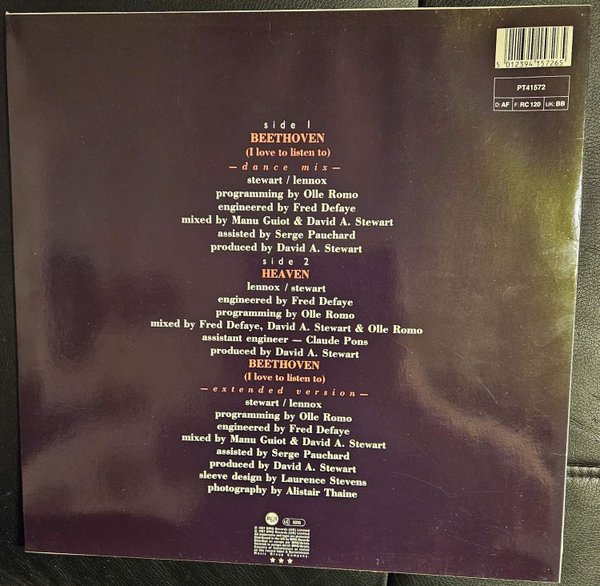 5 012394 157265
PT41572
D: AF F: RC 120 UK: BB
side 1
BEETHOVEN
(I love to listen to)
—dance mix—
stewart / lennox
programming by Olle Romo
engineered by Fred Defaye
mixed by Manu Guiot & David A. Stewart
assisted by Serge Pauchard
produced by David A. Stewart
side 2
HEAVEN
lennox / stewart
engineered by Fred Defaye
programming by Olle Romo
mixed by Fred Defaye, David A. Stewart & Olle Romo
assistant engineer — Claude Pons
produced by David A. Stewart
BEETHOVEN
(I love to listen to)
—extended version—
stewart / lennox
programming by Olle Romo
engineered by Fred Defaye
mixed by Manu Guiot & David A. Stewart
assisted by Serge Pauchard
produced by David A. Stewart
sleeve design by Laurence Stevens
photography by Alistair Thaine
RCA